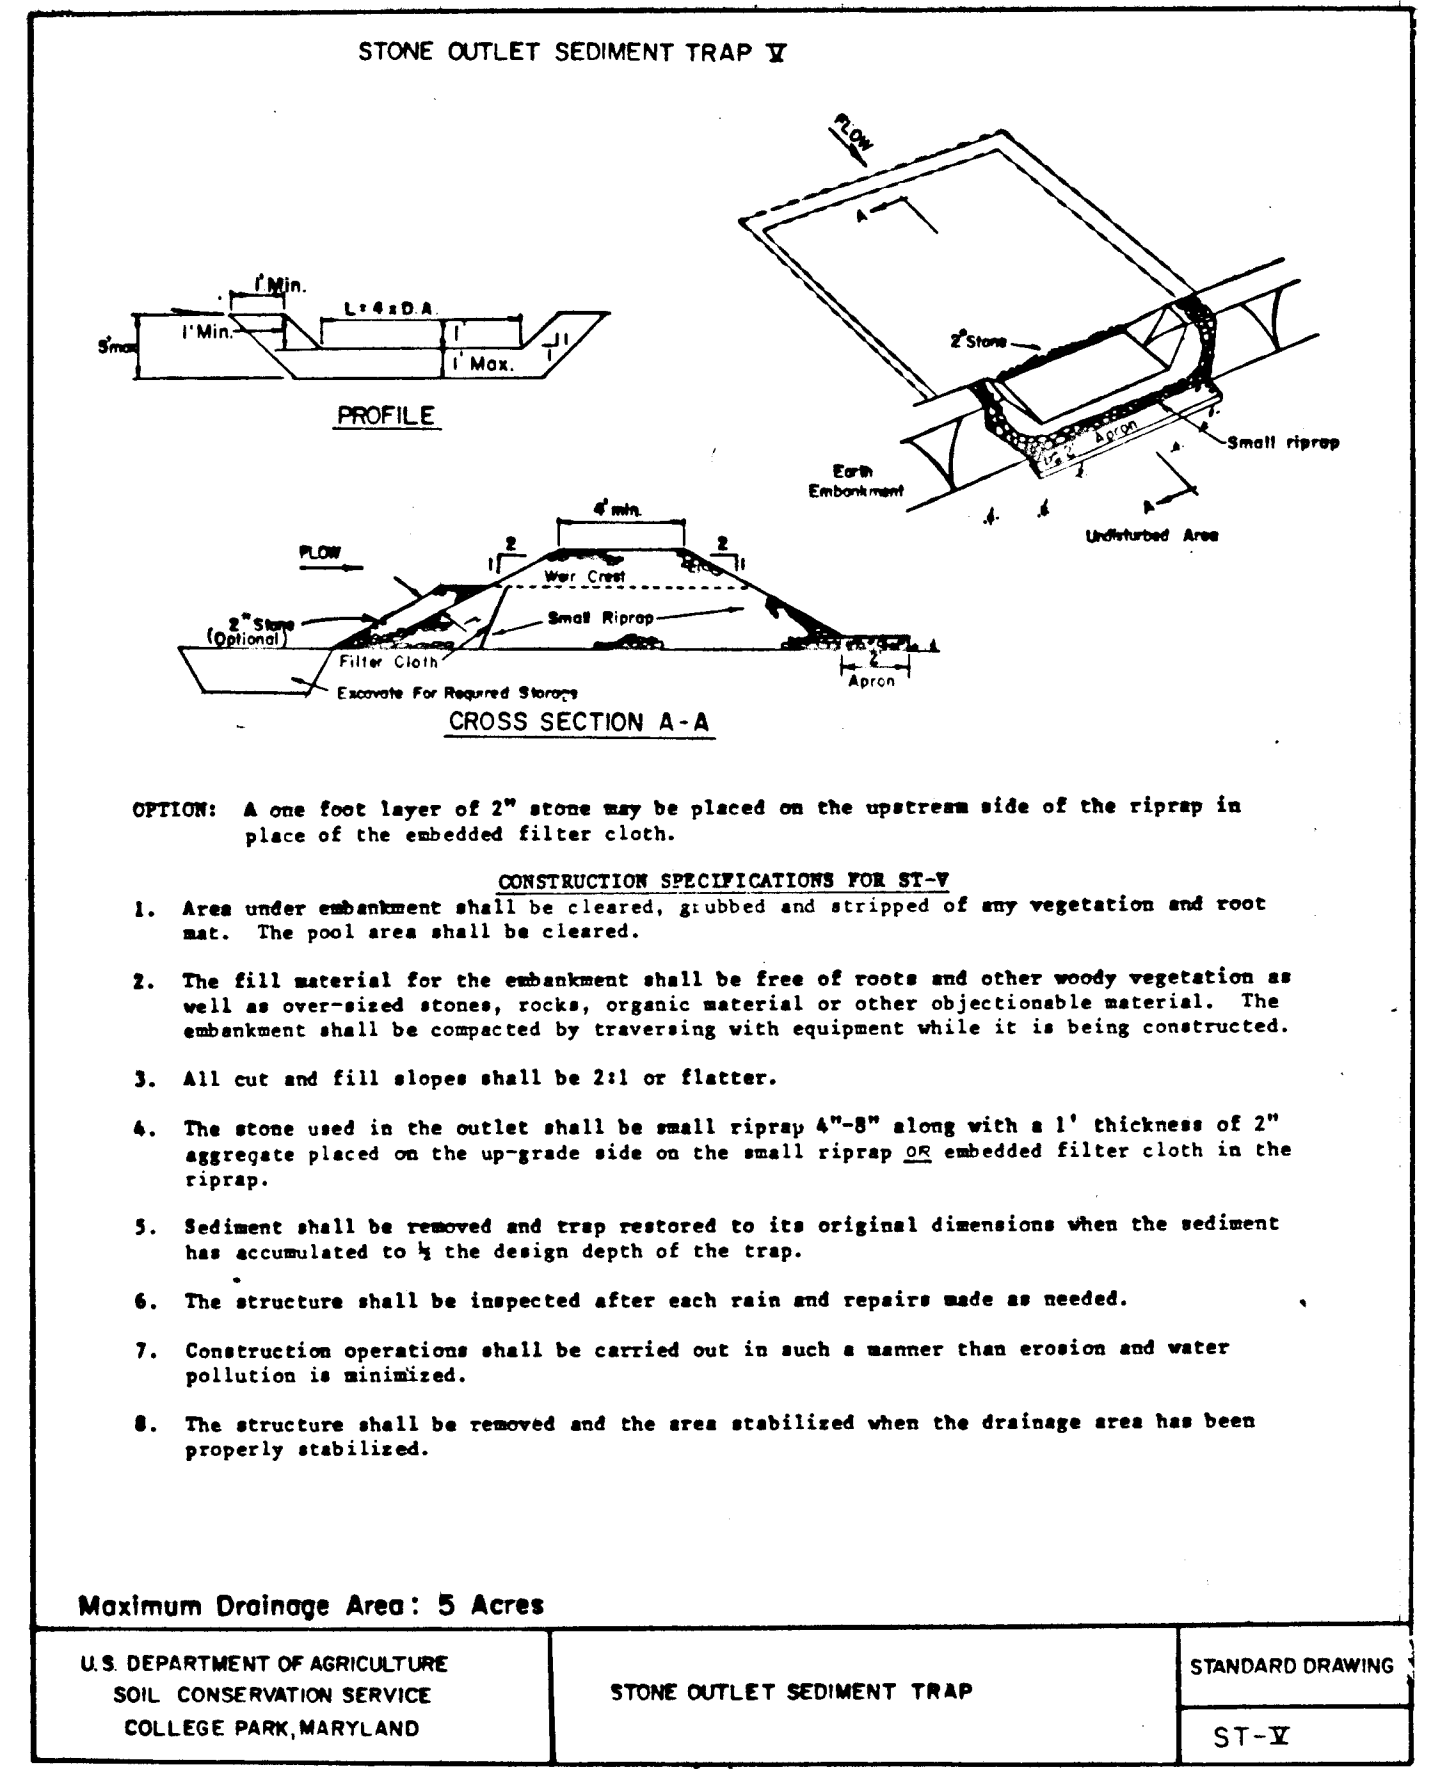 STONE OUTLET SEDIMENT TRAP V
FLOW
A
1' Min.
L = 4 x D.A.
1' Min.
1'
1
1
5' max
1' Max.
PROFILE
2" Stone
Apron
Small riprap
Earth
Embankment
A
Undisturbed Area
4' min.
FLOW
2
1
2
1
Weir Crest
2" Stone
(Optional)
Small Riprap
Filter Cloth
2'
Apron
Excavate For Required Storage
CROSS SECTION A-A
OPTION: A one foot layer of 2" stone may be placed on the upstream side of the riprap in
place of the embedded filter cloth.
CONSTRUCTION SPECIFICATIONS FOR ST-V
1. Area under embankment shall be cleared, grubbed and stripped of any vegetation and root
mat. The pool area shall be cleared.
2. The fill material for the embankment shall be free of roots and other woody vegetation as
well as over-sized stones, rocks, organic material or other objectionable material. The
embankment shall be compacted by traversing with equipment while it is being constructed.
3. All cut and fill slopes shall be 2:1 or flatter.
4. The stone used in the outlet shall be small riprap 4"-8" along with a 1' thickness of 2"
aggregate placed on the up-grade side on the small riprap OR embedded filter cloth in the
riprap.
5. Sediment shall be removed and trap restored to its original dimensions when the sediment
has accumulated to ½ the design depth of the trap.
6. The structure shall be inspected after each rain and repairs made as needed.
7. Construction operations shall be carried out in such a manner than erosion and water
pollution is minimized.
8. The structure shall be removed and the area stabilized when the drainage area has been
properly stabilized.
Maximum Drainage Area: 5 Acres
U.S. DEPARTMENT OF AGRICULTURE
SOIL CONSERVATION SERVICE
COLLEGE PARK, MARYLAND
STONE OUTLET SEDIMENT TRAP
STANDARD DRAWING
ST-V